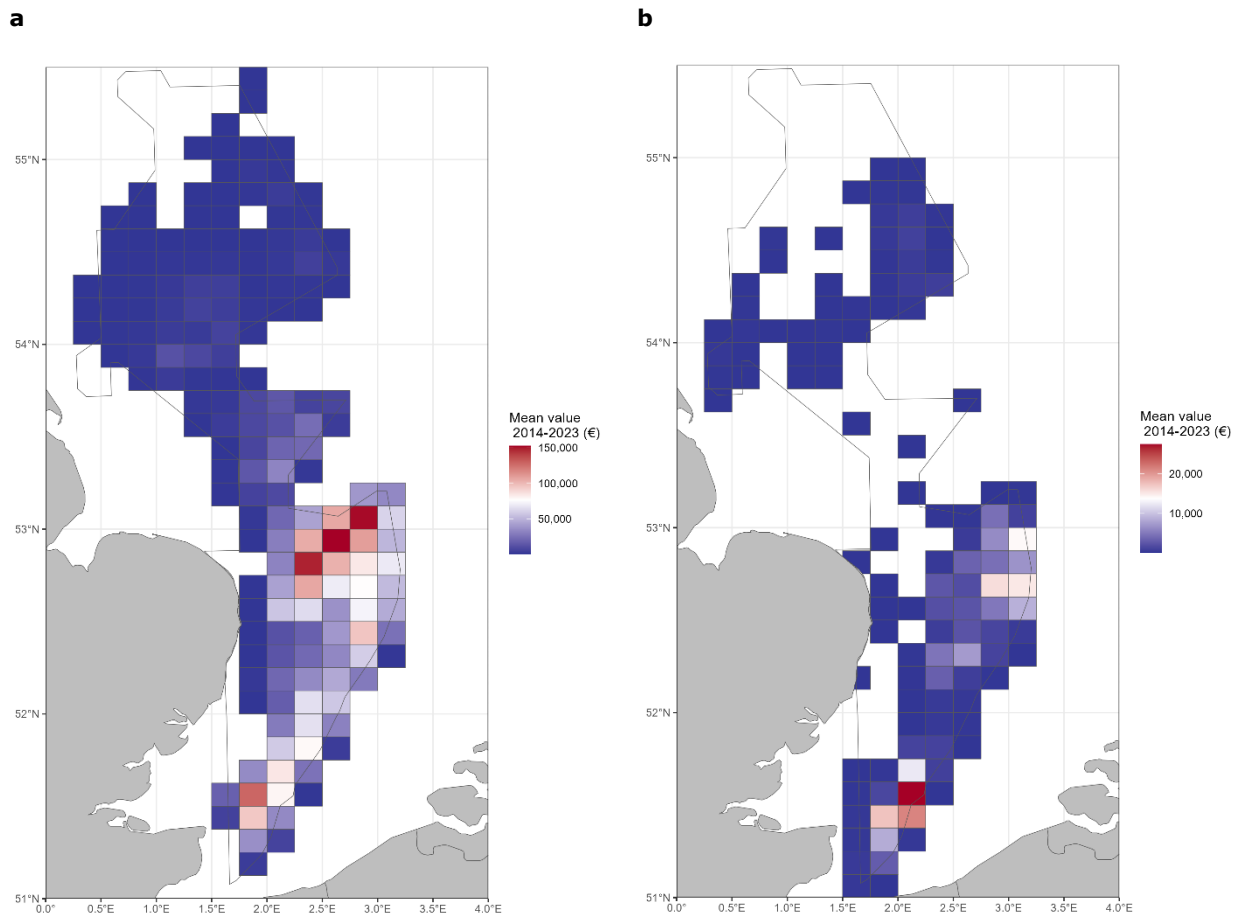 a
b
55°N
54°N
53°N
52°N
51°N
0.0°
0.5°E
1.0°E
1.5°E
2.0°E
2.5°E
3.0°E
3.5°E
4.0°E
Mean value
2014-2023 (€)
150,000
100,000
50,000
55°N
54°N
53°N
52°N
51°N
0.0°
0.5°E
1.0°E
1.5°E
2.0°E
2.5°E
3.0°E
3.5°E
4.0°E
Mean value
2014-2023 (€)
20,000
10,000